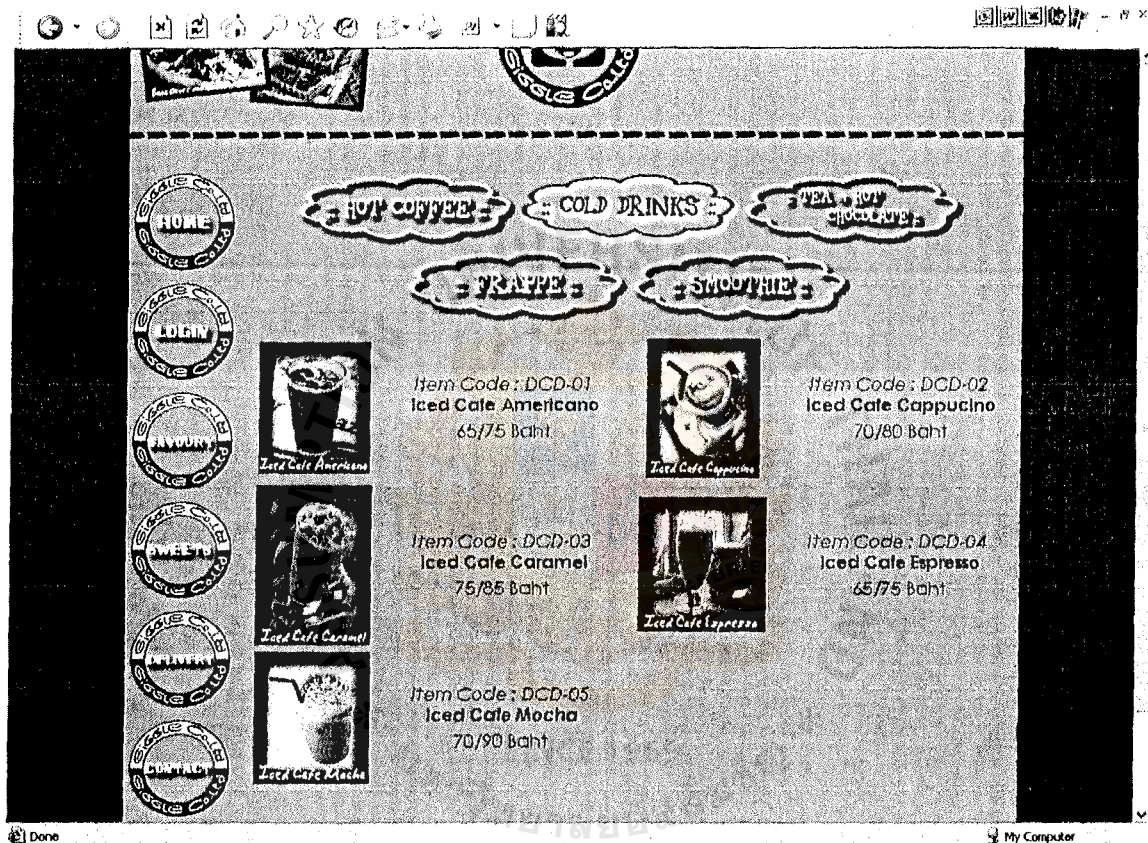 HOME
LOGIN
SAVOURY
SWEETS
DELIVERY
CONTACT
HOT COFFEE
COLD DRINKS
TEA & HOT
CHOCOLATE
FRAPPE
SMOOTHIE
Item Code : DCD-01
Iced Cafe Americano
65/75 Baht
Iced Cafe Americano
Item Code : DCD-02
Iced Cafe Cappucino
70/80 Baht
Iced Cafe Cappucino
Item Code : DCD-03
Iced Cafe Caramel
75/85 Baht
Iced Cafe Caramel
Item Code : DCD-04
Iced Cafe Espresso
65/75 Baht
Iced Cafe Espresso
Item Code : DCD-05
Iced Cafe Mocha
70/90 Baht
Iced Cafe Mocha
Done
My Computer